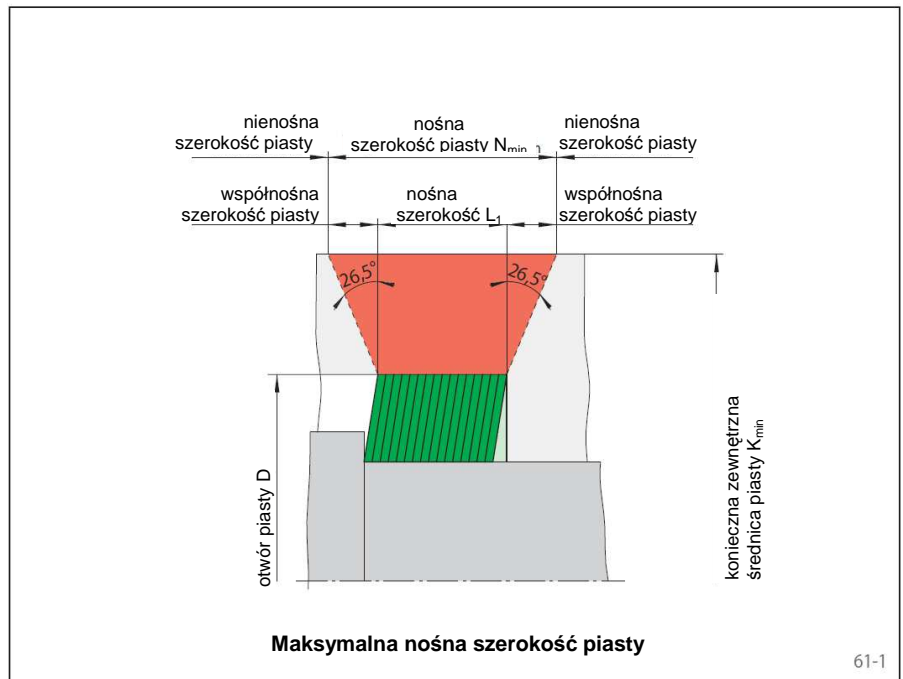 nienośna
szerokość piasty
nośna
szerokość piasty Nmin 1
nienośna
szerokość piasty
współnośna
szerokość piasty
nośna
szerokość L1
współnośna
szerokość piasty
26,5°
26,5°
otwór piasty D
konieczna zewnętrzna
średnica piasty Kmin
Maksymalna nośna szerokość piasty
61-1